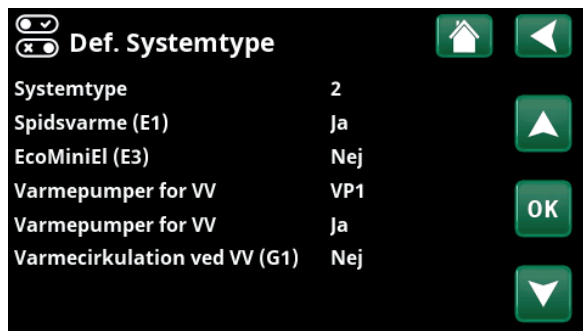 Def. Systemtype
Systemtype 2
Spidsvarme (E1) Ja
EcoMiniEl (E3) Nej
Varmepumper for VV VP1
Varmepumper for VV Ja
Varmecirkulation ved VV (G1) Nej
OK